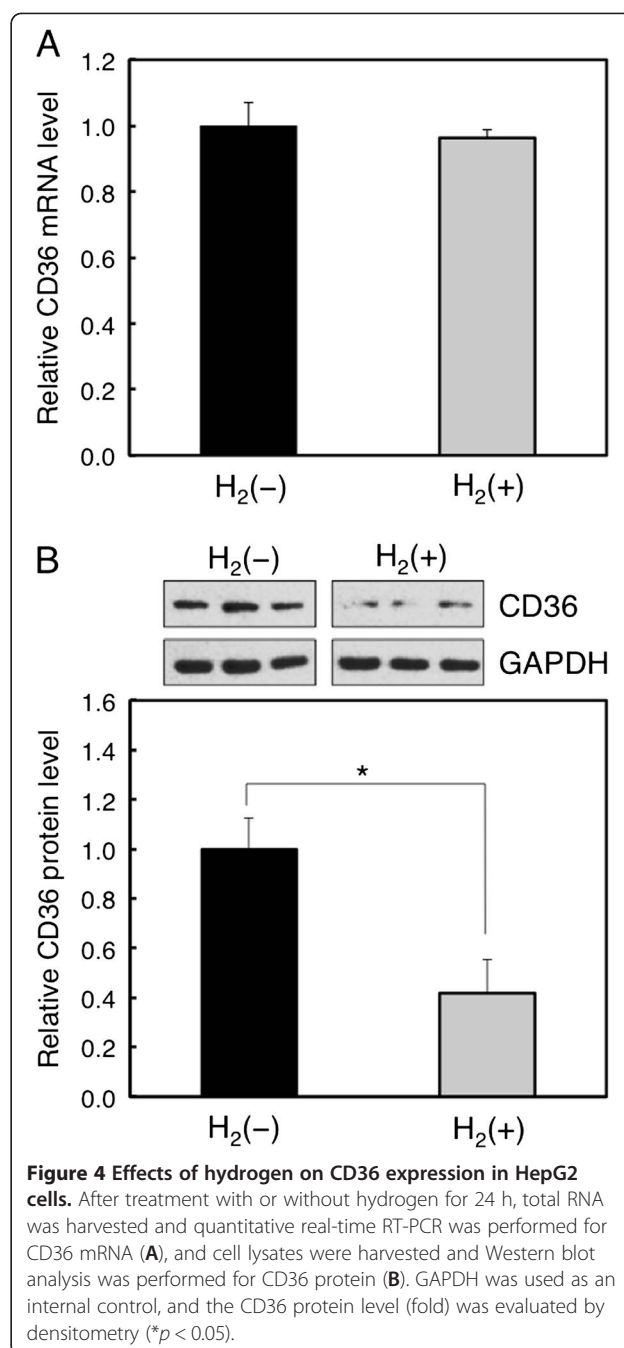 A
Relative CD36 mRNA level
1.2
1.0
0.8
0.6
0.4
0.2
0.0
H₂(−)
H₂(+)
B
H₂(−)
H₂(+)
CD36
GAPDH
Relative CD36 protein level
1.6
1.4
1.2
1.0
0.8
0.6
0.4
0.2
0.0
*
H₂(−)
H₂(+)
Figure 4 Effects of hydrogen on CD36 expression in HepG2
cells. After treatment with or without hydrogen for 24 h, total RNA
was harvested and quantitative real-time RT-PCR was performed for
CD36 mRNA (A), and cell lysates were harvested and Western blot
analysis was performed for CD36 protein (B). GAPDH was used as an
internal control, and the CD36 protein level (fold) was evaluated by
densitometry (*p < 0.05).